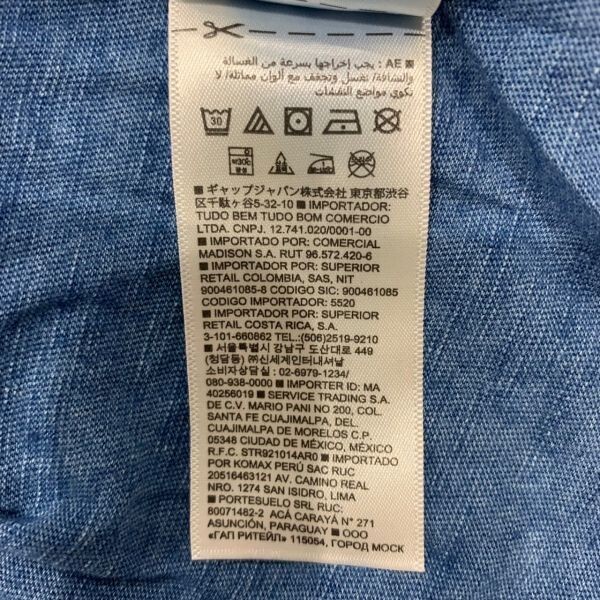 ■ AE : يجب إخراجها بسرعة من الغسالة
والنشافة/ تغسل وتجفف مع ألوان مماثلة/ لا
تكوي مواضع النقشات
30
약30℃
중성
■ ギャップジャパン株式会社 東京都渋谷
区千駄ヶ谷5-32-10 ■ IMPORTADOR:
TUDO BEM TUDO BOM COMERCIO
LTDA. CNPJ. 12.741.020/0001-00
■ IMPORTADO POR: COMERCIAL
MADISON S.A. RUT 96.572.420-6
■ IMPORTADOR POR: SUPERIOR
RETAIL COLOMBIA, SAS, NIT
900461085-8 CODIGO SIC: 900461085
CODIGO IMPORTADOR: 5520
■ IMPORTADOR POR: SUPERIOR
RETAIL COSTA RICA, S.A.
3-101-660862 TEL.:(506)2519-9210
■ 서울특별시 강남구 도산대로 449
(청담동) ㈜신세계인터내셔날
소비자상담실 : 02-6979-1234/
080-938-0000 ■ IMPORTER ID: MA
40256019 ■ SERVICE TRADING S.A.
DE C.V. MARIO PANI NO 200, COL.
SANTA FE CUAJIMALPA, DEL.
CUAJIMALPA DE MORELOS C.P.
05348 CIUDAD DE MÉXICO, MÉXICO
R.F.C. STR921014AR0 ■ IMPORTADO
POR KOMAX PERÚ SAC RUC
20516463121 AV. CAMINO REAL
NRO. 1274 SAN ISIDRO, LIMA
■ PORTESUELO SRL RUC:
80071482-2 ACÁ CARAYÁ N° 271
ASUNCIÓN, PARAGUAY ■ ООО
«ГАП РИТЕЙЛ» 115054, ГОРОД МОСК